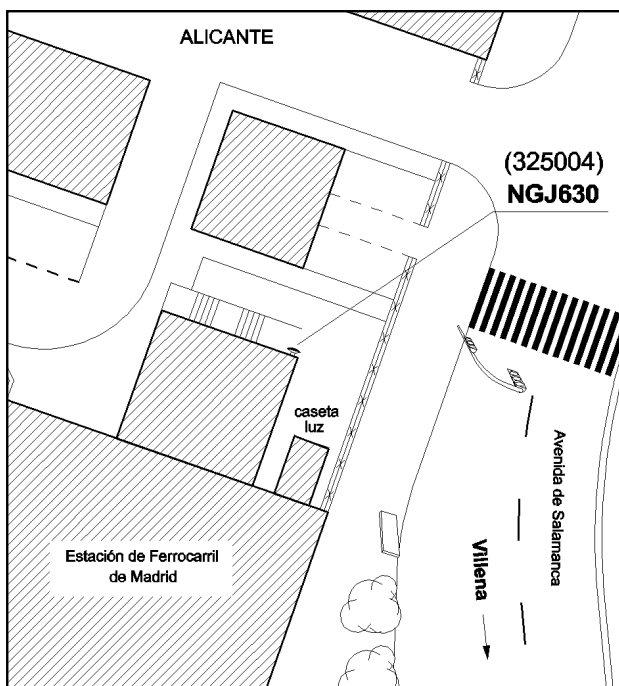 ALICANTE
(325004)
NGJ630
caseta
luz
Avenida de Salamanca
Villena
Estación de Ferrocarril
de Madrid